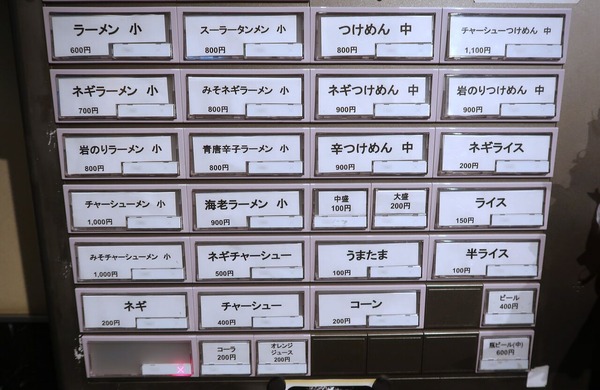 ラーメン 小
600円
スーラータンメン 小
800円
つけめん 中
800円
チャーシューつけめん 中
1,100円
ネギラーメン 小
700円
みそネギラーメン 小
800円
ネギつけめん 中
900円
岩のりつけめん 中
900円
岩のりラーメン 小
800円
青唐辛子ラーメン 小
800円
辛つけめん 中
900円
ネギライス
200円
チャーシューメン 小
1,000円
海老ラーメン 小
900円
中盛
100円
大盛
200円
ライス
150円
みそチャーシューメン 小
1,000円
ネギチャーシュー
500円
うまたま
100円
半ライス
100円
ネギ
200円
チャーシュー
400円
コーン
200円
ビール
400円
コーラ
200円
オレンジ
ジュース
200円
瓶ビール(中)
600円